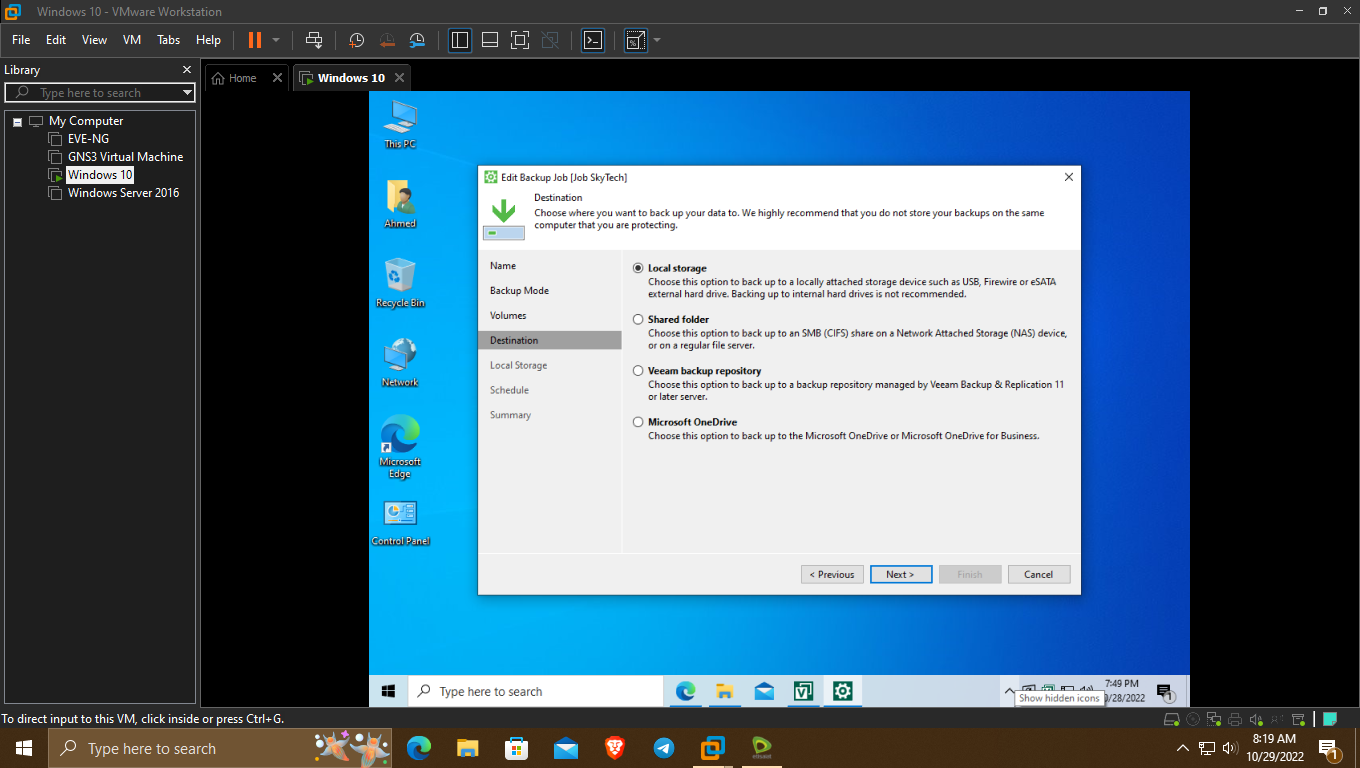 Windows 10 - VMware Workstation
File Edit View VM Tabs Help
Library
Type here to search
My Computer
EVE-NG
GNS3 Virtual Machine
Windows 10
Windows Server 2016
Home
Windows 10
This PC
Ahmed
Recycle Bin
Network
Microsoft
Edge
Control Panel
Edit Backup Job [Job SkyTech]
Destination
Choose where you want to back up your data to. We highly recommend that you do not store your backups on the same
computer that you are protecting.
Name
Backup Mode
Volumes
Destination
Local Storage
Schedule
Summary
Local storage
Choose this option to back up to a locally attached storage device such as USB, Firewire or eSATA
external hard drive. Backing up to internal hard drives is not recommended.
Shared folder
Choose this option to back up to an SMB (CIFS) share on a Network Attached Storage (NAS) device,
or on a regular file server.
Veeam backup repository
Choose this option to back up to a backup repository managed by Veeam Backup & Replication 11
or later server.
Microsoft OneDrive
Choose this option to back up to the Microsoft OneDrive or Microsoft OneDrive for Business.
< Previous Next > Finish Cancel
Type here to search
7:49 PM
/28/2022
1
Show hidden icons
To direct input to this VM, click inside or press Ctrl+G.
Type here to search
8:19 AM
10/29/2022
1